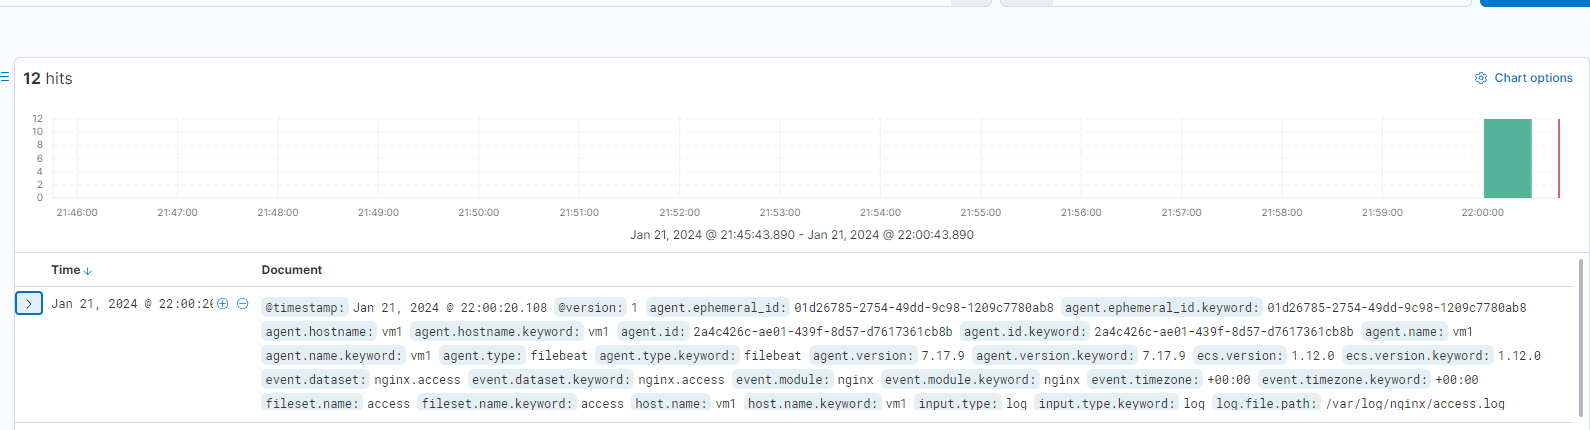 12 hits
Chart options
12
10
8
6
4
2
0
21:46:00 21:47:00 21:48:00 21:49:00 21:50:00 21:51:00 21:52:00 21:53:00 21:54:00 21:55:00 21:56:00 21:57:00 21:58:00 21:59:00 22:00:00
Jan 21, 2024 @ 21:45:43.890 - Jan 21, 2024 @ 22:00:43.890
Time Document
Jan 21, 2024 @ 22:00:20 @timestamp: Jan 21, 2024 @ 22:00:20.108 @version: 1 agent.ephemeral_id: 01d26785-2754-49dd-9c98-1209c7780ab8 agent.ephemeral_id.keyword: 01d26785-2754-49dd-9c98-1209c7780ab8
agent.hostname: vm1 agent.hostname.keyword: vm1 agent.id: 2a4c426c-ae01-439f-8d57-d7617361cb8b agent.id.keyword: 2a4c426c-ae01-439f-8d57-d7617361cb8b agent.name: vm1
agent.name.keyword: vm1 agent.type: filebeat agent.type.keyword: filebeat agent.version: 7.17.9 agent.version.keyword: 7.17.9 ecs.version: 1.12.0 ecs.version.keyword: 1.12.0
event.dataset: nginx.access event.dataset.keyword: nginx.access event.module: nginx event.module.keyword: nginx event.timezone: +00:00 event.timezone.keyword: +00:00
fileset.name: access fileset.name.keyword: access host.name: vm1 host.name.keyword: vm1 input.type: log input.type.keyword: log log.file.path: /var/log/nginx/access.log